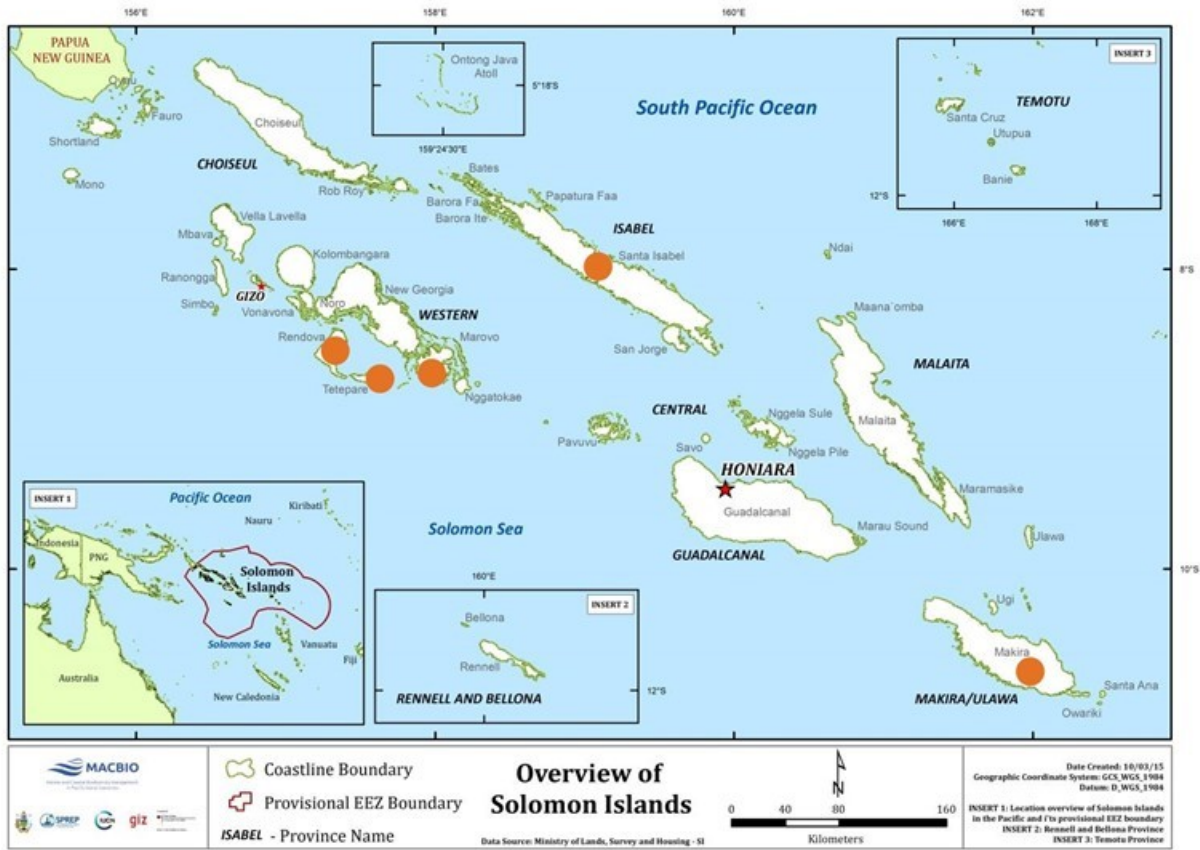 156°E
158°E
160°E
162°E
PAPUA
NEW GUINEA
Fauro
Shortland
Mono
Choiseul
CHOISEUL
Rob Roy
Ontong Java
Atoll
5°18'S
159°24'30"E
South Pacific Ocean
INSERT 3
TEMOTU
Santa Cruz
Utupua
Banie
12°S
166°E
168°E
Bates
Barora Fa
Barora Ite
Papatura Faa
ISABEL
Santa Isabel
San Jorge
Ndai
8°S
Vella Lavella
Mbava
Ranongga
Simbo
GIZO
Kolombangara
Noro
Vonavona
New Georgia
WESTERN
Rendova
Marovo
Tetepare
Nggatokae
Maana'omba
MALAITA
Malaita
Maramasike
CENTRAL
Nggela Sule
Nggela Pile
Pavuvu
Savo
HONIARA
Guadalcanal
Marau Sound
GUADALCANAL
Ulawa
10°S
INSERT 1
Pacific Ocean
Kiribati
Nauru
Indonesia
PNG
Solomon
Islands
Solomon Sea
Vanuatu
Fiji
Australia
New Caledonia
Solomon Sea
160°E
INSERT 2
Bellona
Rennell
12°S
RENNELL AND BELLONA
Ugi
Makira
MAKIRA/ULAWA
Santa Ana
Owariki
MACBIO
SPREP
IUCN
giz
Coastline Boundary
Provisional EEZ Boundary
ISABEL - Province Name
Overview of
Solomon Islands
Data Source: Ministry of Lands, Survey and Housing - SI
N
0 40 80 160
Kilometers
Date Created: 10/03/15
Geographic Coordinate System: GCS_WGS_1984
Datum: D_WGS_1984
INSERT 1: Location overview of Solomon Islands
in the Pacific and i'ts provisional EEZ boundary
INSERT 2: Rennell and Bellona Province
INSERT 3: Temotu Province